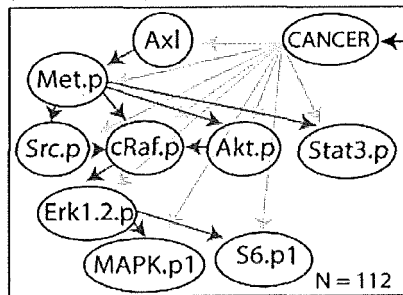 Axl CANCER
Met.p
Src.p cRaf.p Akt.p Stat3.p
Erk1.2.p
MAPK.p1 S6.p1
N = 112